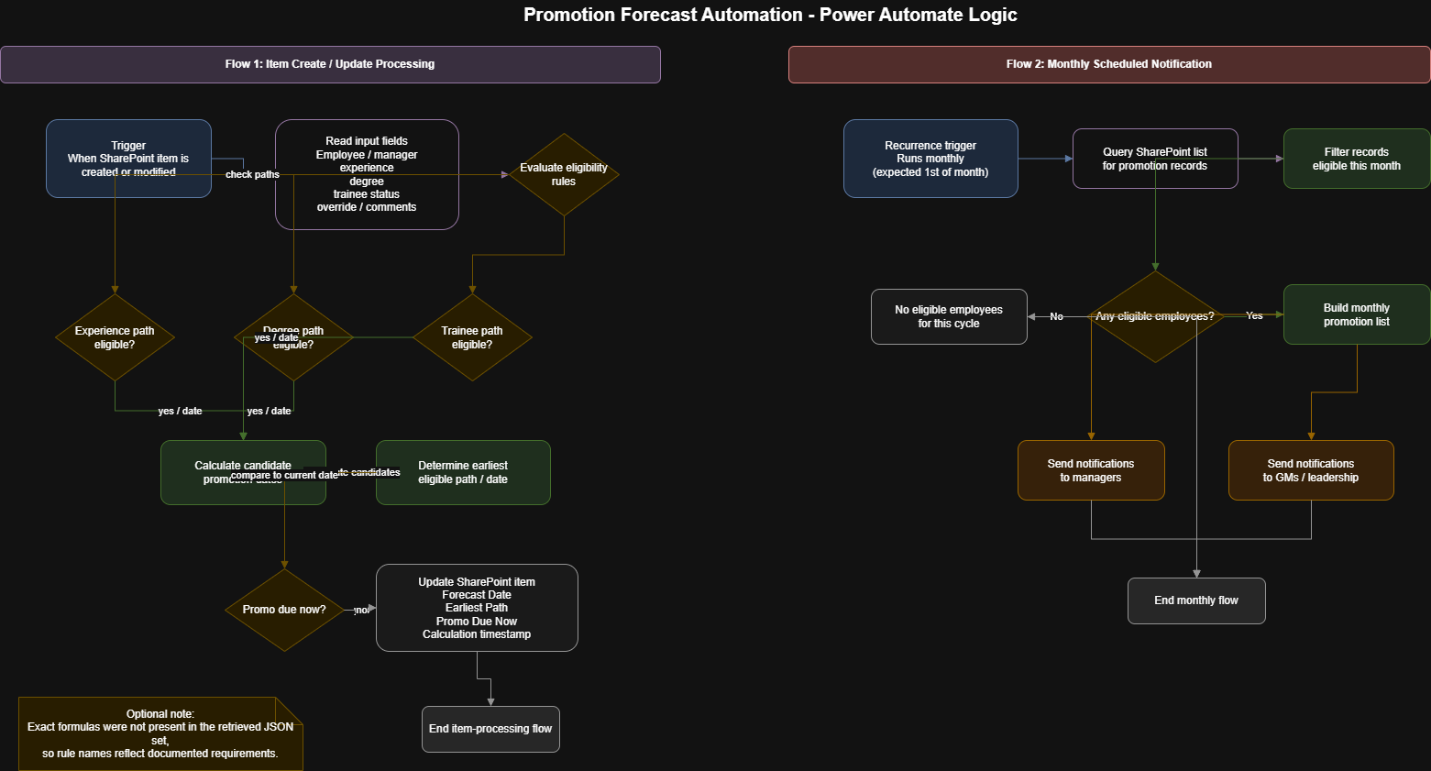 Promotion Forecast Automation - Power Automate Logic
Flow 1: Item Create / Update Processing
Flow 2: Monthly Scheduled Notification
Trigger
When SharePoint item is
created or modified
check paths
Read input fields
Employee / manager
experience
degree
trainee status
override / comments
Evaluate eligibility
rules
Experience path
eligible?
Degree path
eligible?
yes / date
Trainee path
eligible?
yes / date
yes / date
Calculate candidate
promotion dates
compare to current date
candidates
Determine earliest
eligible path / date
Promo due now?
no
Update SharePoint item
Forecast Date
Earliest Path
Promo Due Now
Calculation timestamp
End item-processing flow
Optional note:
Exact formulas were not present in the retrieved JSON
set,
so rule names reflect documented requirements.
Recurrence trigger
Runs monthly
(expected 1st of month)
Query SharePoint list
for promotion records
Filter records
eligible this month
No eligible employees
for this cycle
No
Any eligible employees?
Yes
Build monthly
promotion list
Send notifications
to managers
Send notifications
to GMs / leadership
End monthly flow